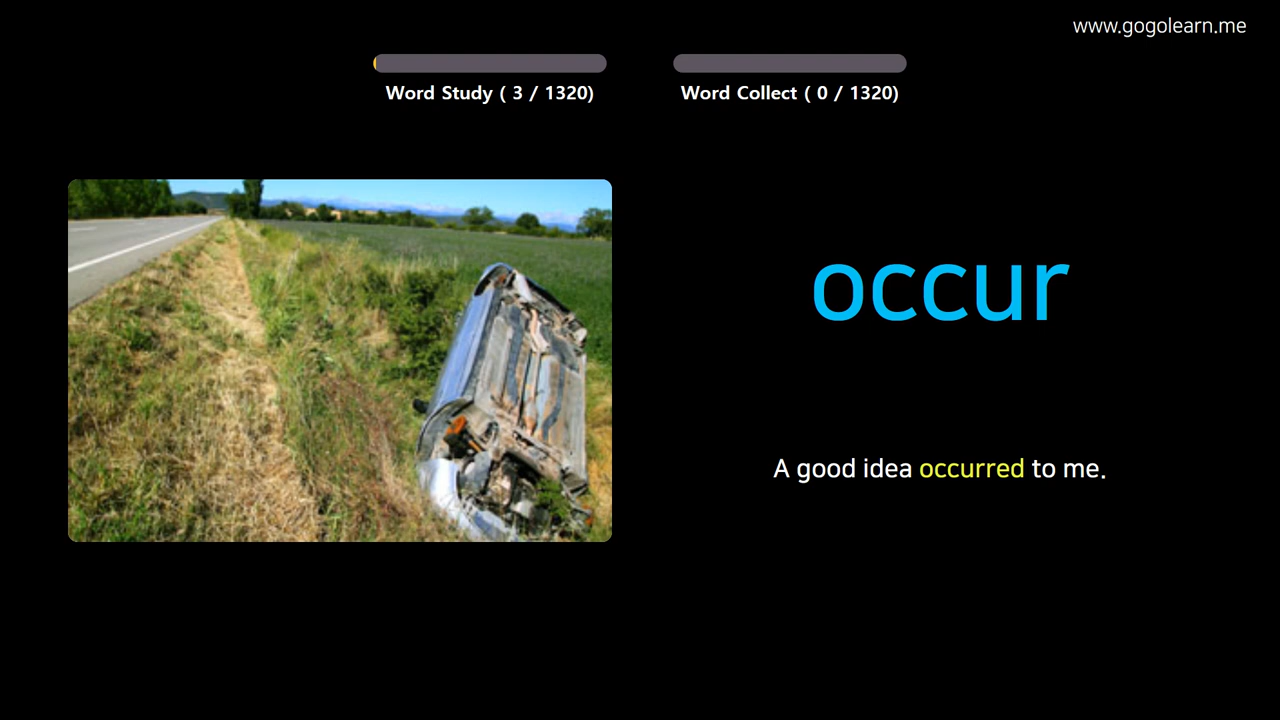 www.gogolearn.me
Word Study ( 3 / 1320)
Word Collect ( 0 / 1320)
occur
A good idea occurred to me.